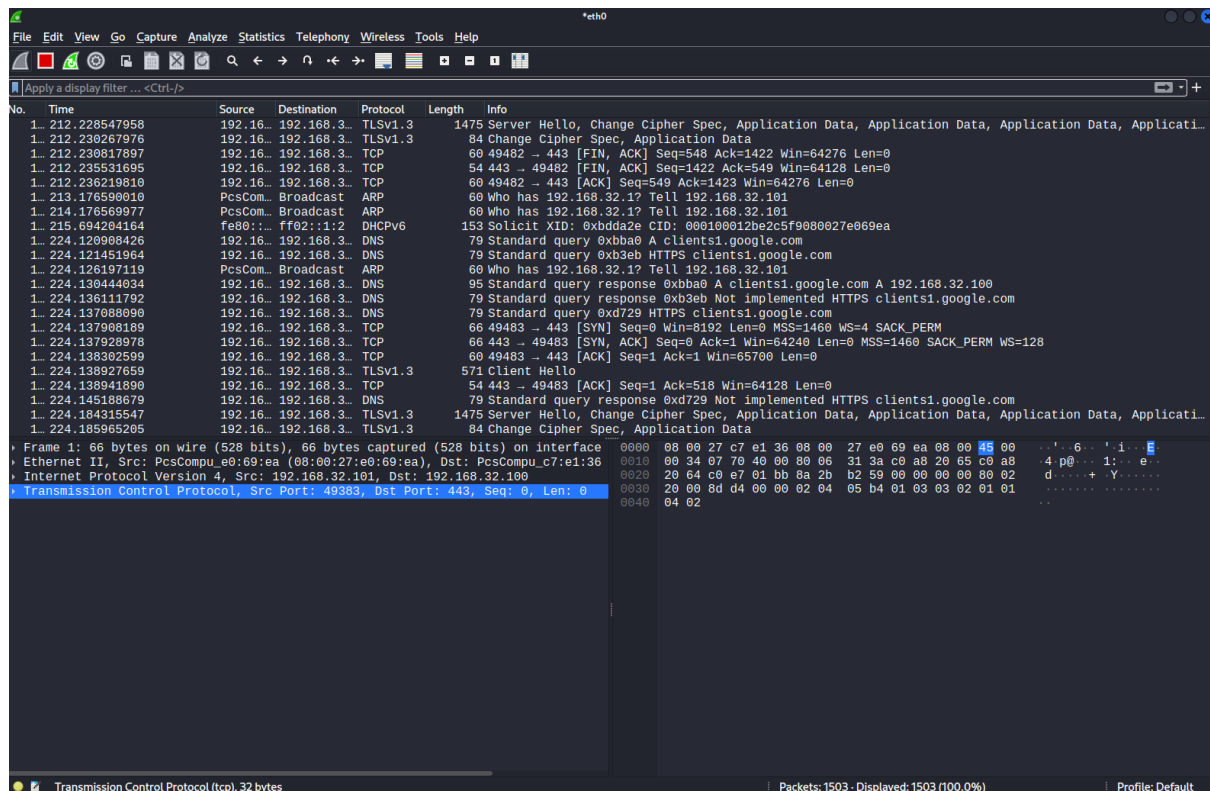 *eth0
File Edit View Go Capture Analyze Statistics Telephony Wireless Tools Help
Apply a display filter … <Ctrl-/>
No. Time Source Destination Protocol Length Info
1… 212.228547958 192.16… 192.168.3… TLSv1.3 1475 Server Hello, Change Cipher Spec, Application Data, Application Data, Application Data, Applicati…
1… 212.230267976 192.16… 192.168.3… TLSv1.3 84 Change Cipher Spec, Application Data
1… 212.230817897 192.16… 192.168.3… TCP 60 49482 → 443 [FIN, ACK] Seq=548 Ack=1422 Win=64276 Len=0
1… 212.235531695 192.16… 192.168.3… TCP 54 443 → 49482 [FIN, ACK] Seq=1422 Ack=549 Win=64128 Len=0
1… 212.236219810 192.16… 192.168.3… TCP 60 49482 → 443 [ACK] Seq=549 Ack=1423 Win=64276 Len=0
1… 213.176590010 PcsCom… Broadcast ARP 60 Who has 192.168.32.1? Tell 192.168.32.101
1… 214.176569977 PcsCom… Broadcast ARP 60 Who has 192.168.32.1? Tell 192.168.32.101
1… 215.694204164 fe80::… ff02::1:2 DHCPv6 153 Solicit XID: 0xbdda2e CID: 000100012be2c5f9080027e069ea
1… 224.120908426 192.16… 192.168.3… DNS 79 Standard query 0xbba0 A clients1.google.com
1… 224.121451964 192.16… 192.168.3… DNS 79 Standard query 0xb3eb HTTPS clients1.google.com
1… 224.126197119 PcsCom… Broadcast ARP 60 Who has 192.168.32.1? Tell 192.168.32.101
1… 224.130444034 192.16… 192.168.3… DNS 95 Standard query response 0xbba0 A clients1.google.com A 192.168.32.100
1… 224.136111792 192.16… 192.168.3… DNS 79 Standard query response 0xb3eb Not implemented HTTPS clients1.google.com
1… 224.137088090 192.16… 192.168.3… DNS 79 Standard query 0xd729 HTTPS clients1.google.com
1… 224.137908189 192.16… 192.168.3… TCP 66 49483 → 443 [SYN] Seq=0 Win=8192 Len=0 MSS=1460 WS=4 SACK_PERM
1… 224.137928978 192.16… 192.168.3… TCP 66 443 → 49483 [SYN, ACK] Seq=0 Ack=1 Win=64240 Len=0 MSS=1460 SACK_PERM WS=128
1… 224.138302599 192.16… 192.168.3… TCP 60 49483 → 443 [ACK] Seq=1 Ack=1 Win=65700 Len=0
1… 224.138927659 192.16… 192.168.3… TLSv1.3 571 Client Hello
1… 224.138941890 192.16… 192.168.3… TCP 54 443 → 49483 [ACK] Seq=1 Ack=518 Win=64128 Len=0
1… 224.145188679 192.16… 192.168.3… DNS 79 Standard query response 0xd729 Not implemented HTTPS clients1.google.com
1… 224.184315547 192.16… 192.168.3… TLSv1.3 1475 Server Hello, Change Cipher Spec, Application Data, Application Data, Application Data, Applicati…
1… 224.185965205 192.16… 192.168.3… TLSv1.3 84 Change Cipher Spec, Application Data
Frame 1: 66 bytes on wire (528 bits), 66 bytes captured (528 bits) on interface
Ethernet II, Src: PcsCompu_e0:69:ea (08:00:27:e0:69:ea), Dst: PcsCompu_c7:e1:36
Internet Protocol Version 4, Src: 192.168.32.101, Dst: 192.168.32.100
Transmission Control Protocol, Src Port: 49383, Dst Port: 443, Seq: 0, Len: 0
0000 08 00 27 c7 e1 36 08 00 27 e0 69 ea 08 00 45 00 ··'··6·· '·i···E·
0010 00 34 07 70 40 00 80 06 31 3a c0 a8 20 65 c0 a8 ·4·p@··· 1:·· e··
0020 20 64 c0 e7 01 bb 8a 2b b2 59 00 00 00 00 80 02 d·····+ ·Y······
0030 20 00 8d d4 00 00 02 04 05 b4 01 03 03 02 01 01 ······· ········
0040 04 02 ··
Transmission Control Protocol (tcp), 32 bytes
Packets: 1503 · Displayed: 1503 (100.0%)
Profile: Default